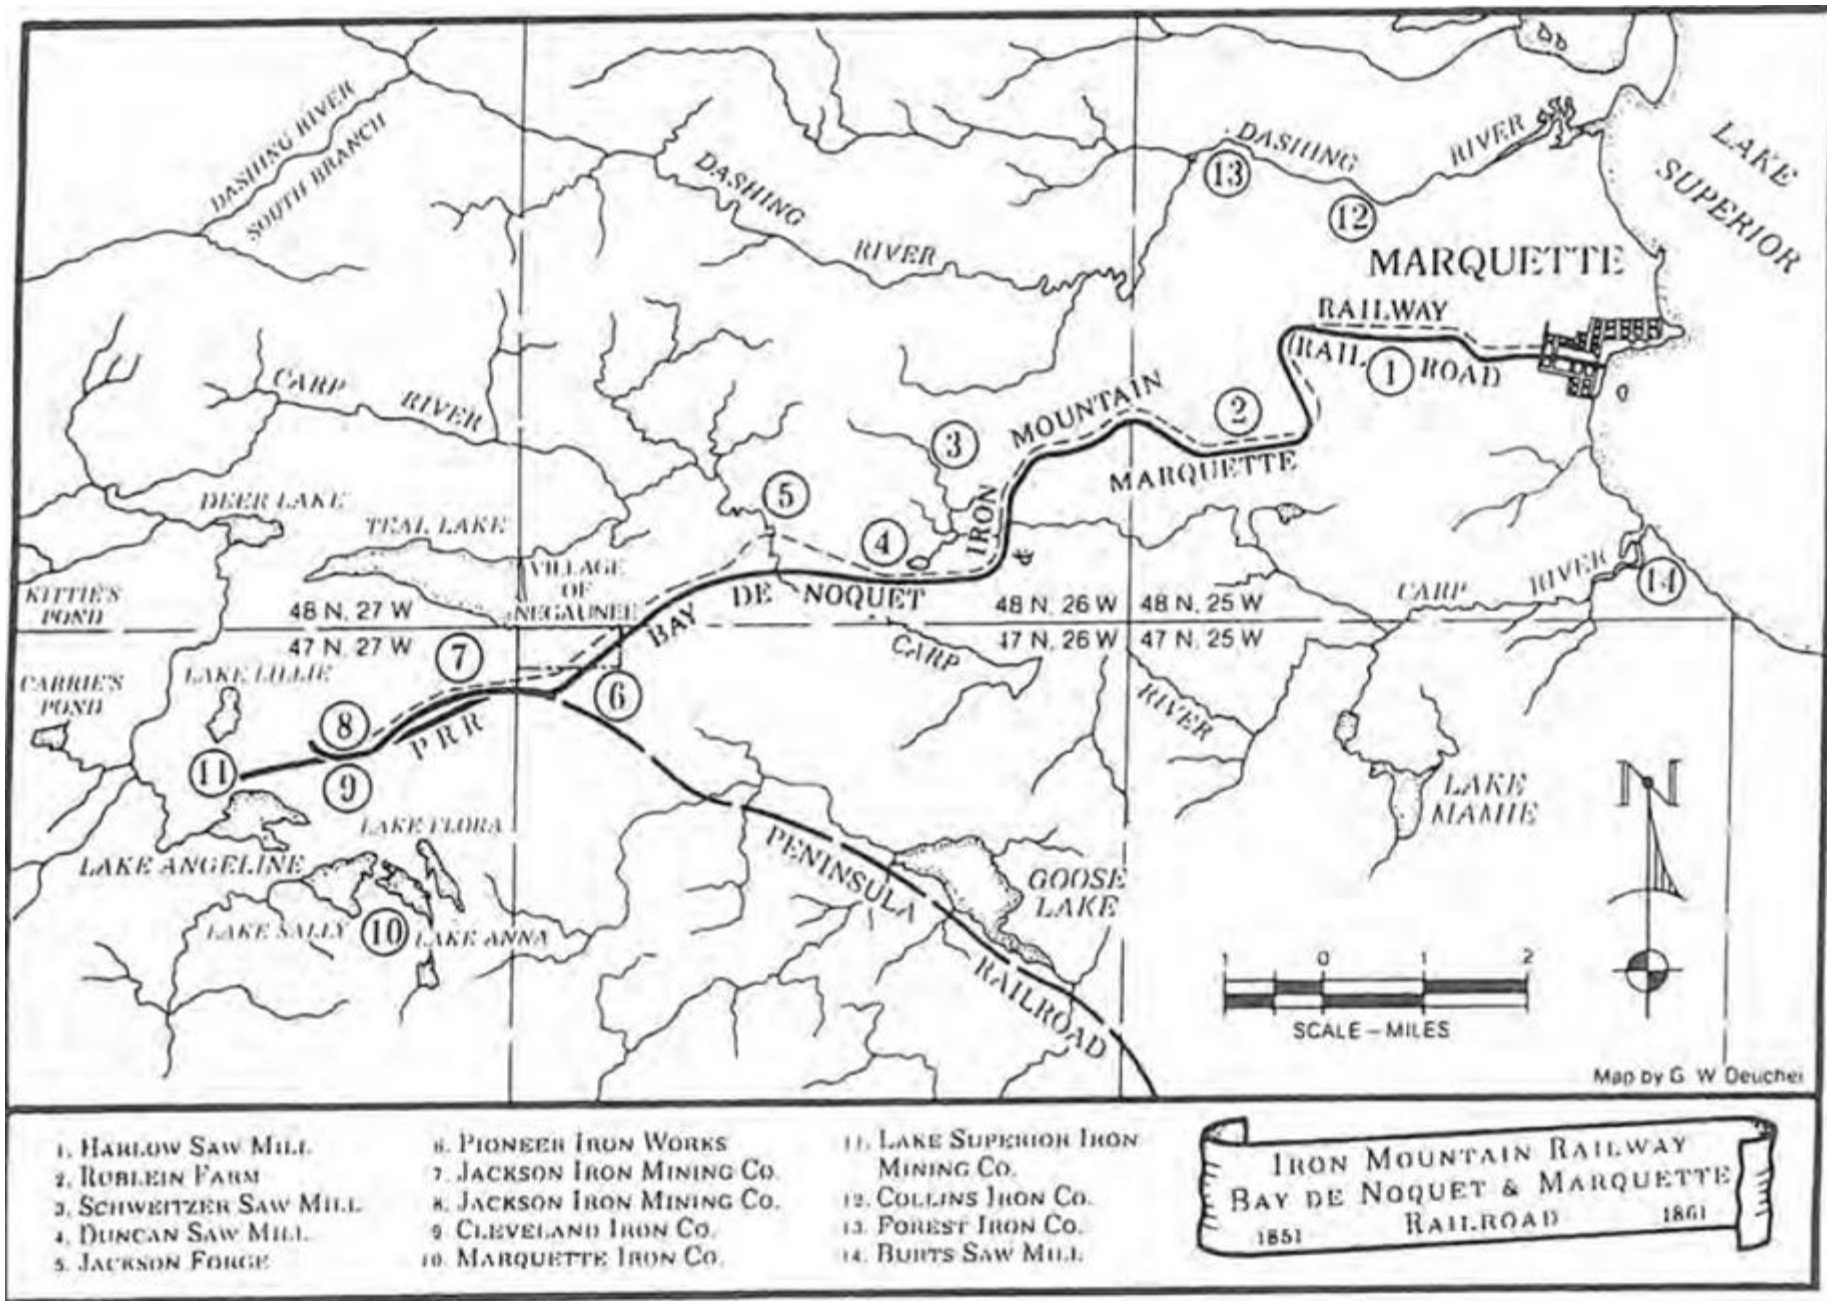 DASHING RIVER
SOUTH BRANCH
DASHING RIVER
DASHING RIVER
LAKE SUPERIOR
13
12
MARQUETTE
RAILWAY
(RAIL ROAD
1
2
IRON MOUNTAIN
MARQUETTE
3
CARP RIVER
5
4
DEER LAKE
TEAL LAKE
VILLAGE
OF
NEGAUNEE
BAY DE NOQUET
KITTIE'S
POND
48 N, 27 W
47 N, 27 W
48 N, 26 W
47 N, 26 W
48 N, 25 W
47 N, 25 W
CARP RIVER
14
CARP RIVER
7
6
LAKE LILLIE
CARRIE'S
POND
8
PRR
11
9
LAKE FLORA
LAKE ANGELINE
LAKE SALLY
10
LAKE ANNA
PENINSULA RAILROAD
GOOSE
LAKE
LAKE
MAMIE
N
1 0 1 2
SCALE – MILES
Map by G W Deucher
1. HARLOW SAW MILL
2. ROBLEIN FARM
3. SCHWEITZER SAW MILL
4. DUNCAN SAW MILL
5. JACKSON FORGE
6. PIONEER IRON WORKS
7. JACKSON IRON MINING CO.
8. JACKSON IRON MINING CO.
9. CLEVELAND IRON CO.
10. MARQUETTE IRON CO.
11. LAKE SUPERIOR IRON
MINING CO.
12. COLLINS IRON CO.
13. FOREST IRON CO.
14. BURTS SAW MILL
IRON MOUNTAIN RAILWAY
BAY DE NOQUET & MARQUETTE
RAILROAD
1851 1861